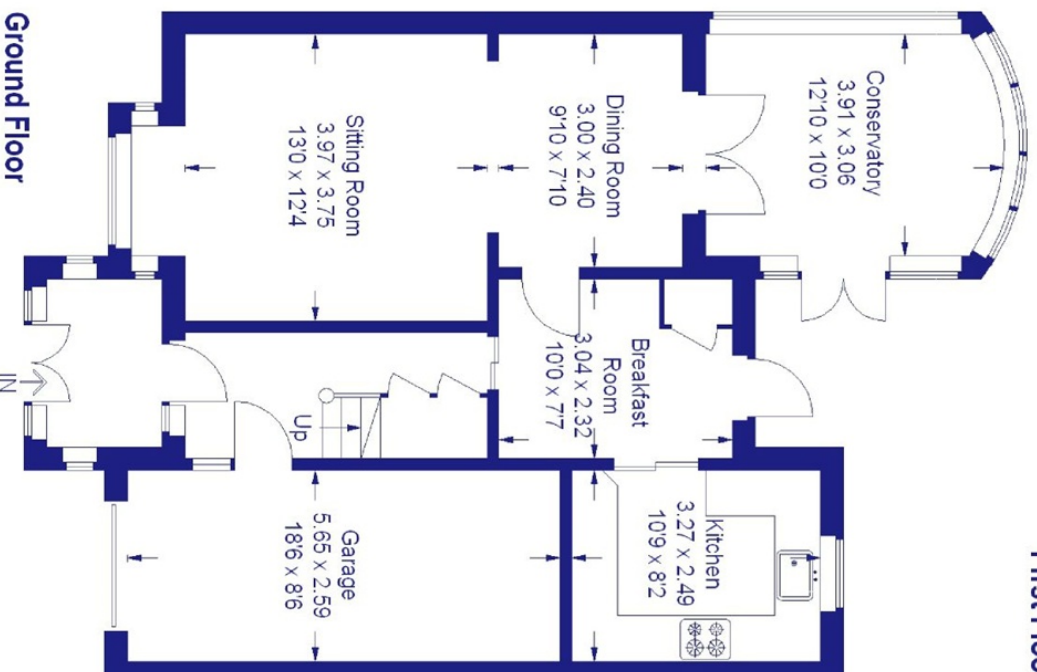 Conservatory
3.91 x 3.06
12'10 x 10'0
Dining Room
3.00 x 2.40
9'10 x 7'10
Sitting Room
3.97 x 3.75
13'0 x 12'4
Breakfast
Room
3.04 x 2.32
10'0 x 7'7
Kitchen
3.27 x 2.49
10'9 x 8'2
Up
Garage
5.65 x 2.59
18'6 x 8'6
IN
Ground Floor